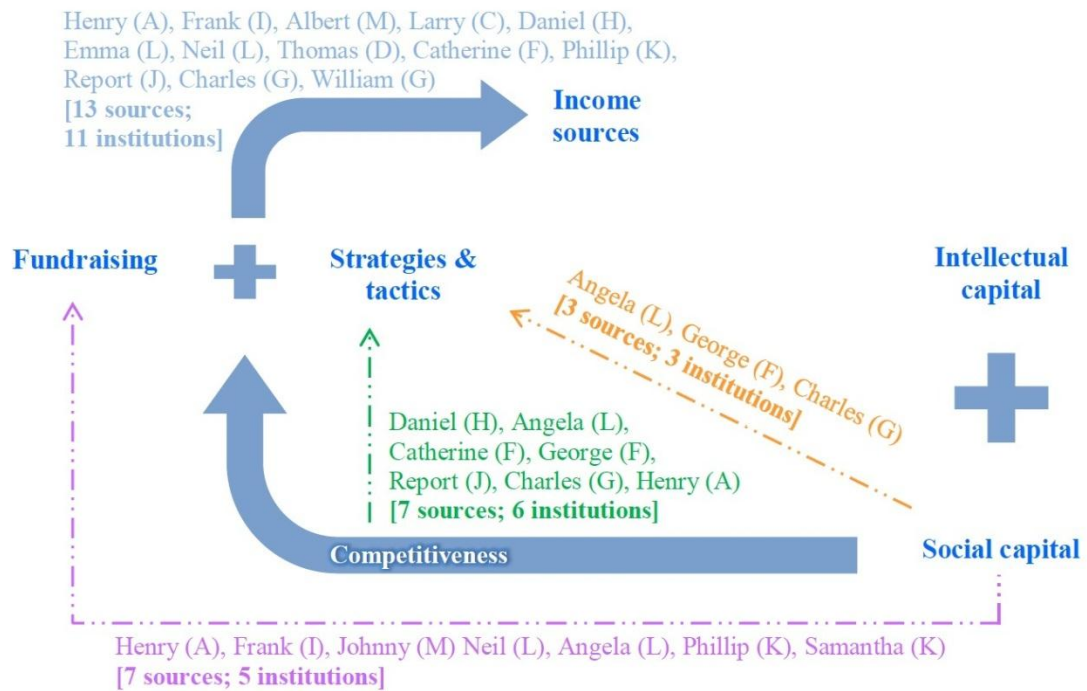 Henry (A), Frank (I), Albert (M), Larry (C), Daniel (H),
Emma (L), Neil (L), Thomas (D), Catherine (F), Phillip (K),
Report (J), Charles (G), William (G)
[13 sources;
11 institutions]
Income
sources
Fundraising
Strategies &
tactics
Intellectual
capital
Angela (L), George (F), Charles (G)
[3 sources; 3 institutions]
Daniel (H), Angela (L),
Catherine (F), George (F),
Report (J), Charles (G), Henry (A)
[7 sources; 6 institutions]
Competitiveness
Social capital
Henry (A), Frank (I), Johnny (M) Neil (L), Angela (L), Phillip (K), Samantha (K)
[7 sources; 5 institutions]